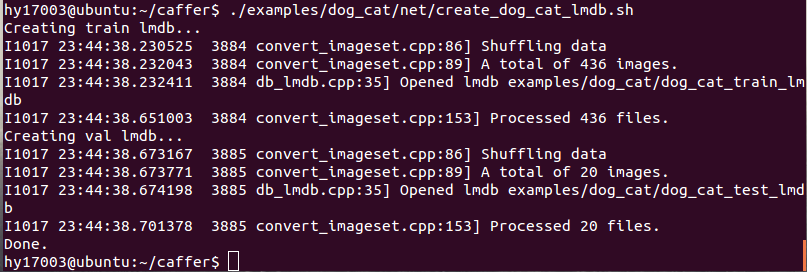 hy17003@ubuntu:~/caffer$ ./examples/dog_cat/net/create_dog_cat_lmdb.sh
Creating train lmdb...
I1017 23:44:38.230525  3884 convert_imageset.cpp:86] Shuffling data
I1017 23:44:38.232043  3884 convert_imageset.cpp:89] A total of 436 images.
I1017 23:44:38.232411  3884 db_lmdb.cpp:35] Opened lmdb examples/dog_cat/dog_cat_train_lm
db
I1017 23:44:38.651003  3884 convert_imageset.cpp:153] Processed 436 files.
Creating val lmdb...
I1017 23:44:38.673167  3885 convert_imageset.cpp:86] Shuffling data
I1017 23:44:38.673771  3885 convert_imageset.cpp:89] A total of 20 images.
I1017 23:44:38.674198  3885 db_lmdb.cpp:35] Opened lmdb examples/dog_cat/dog_cat_test_lmd
b
I1017 23:44:38.701378  3885 convert_imageset.cpp:153] Processed 20 files.
Done.
hy17003@ubuntu:~/caffer$